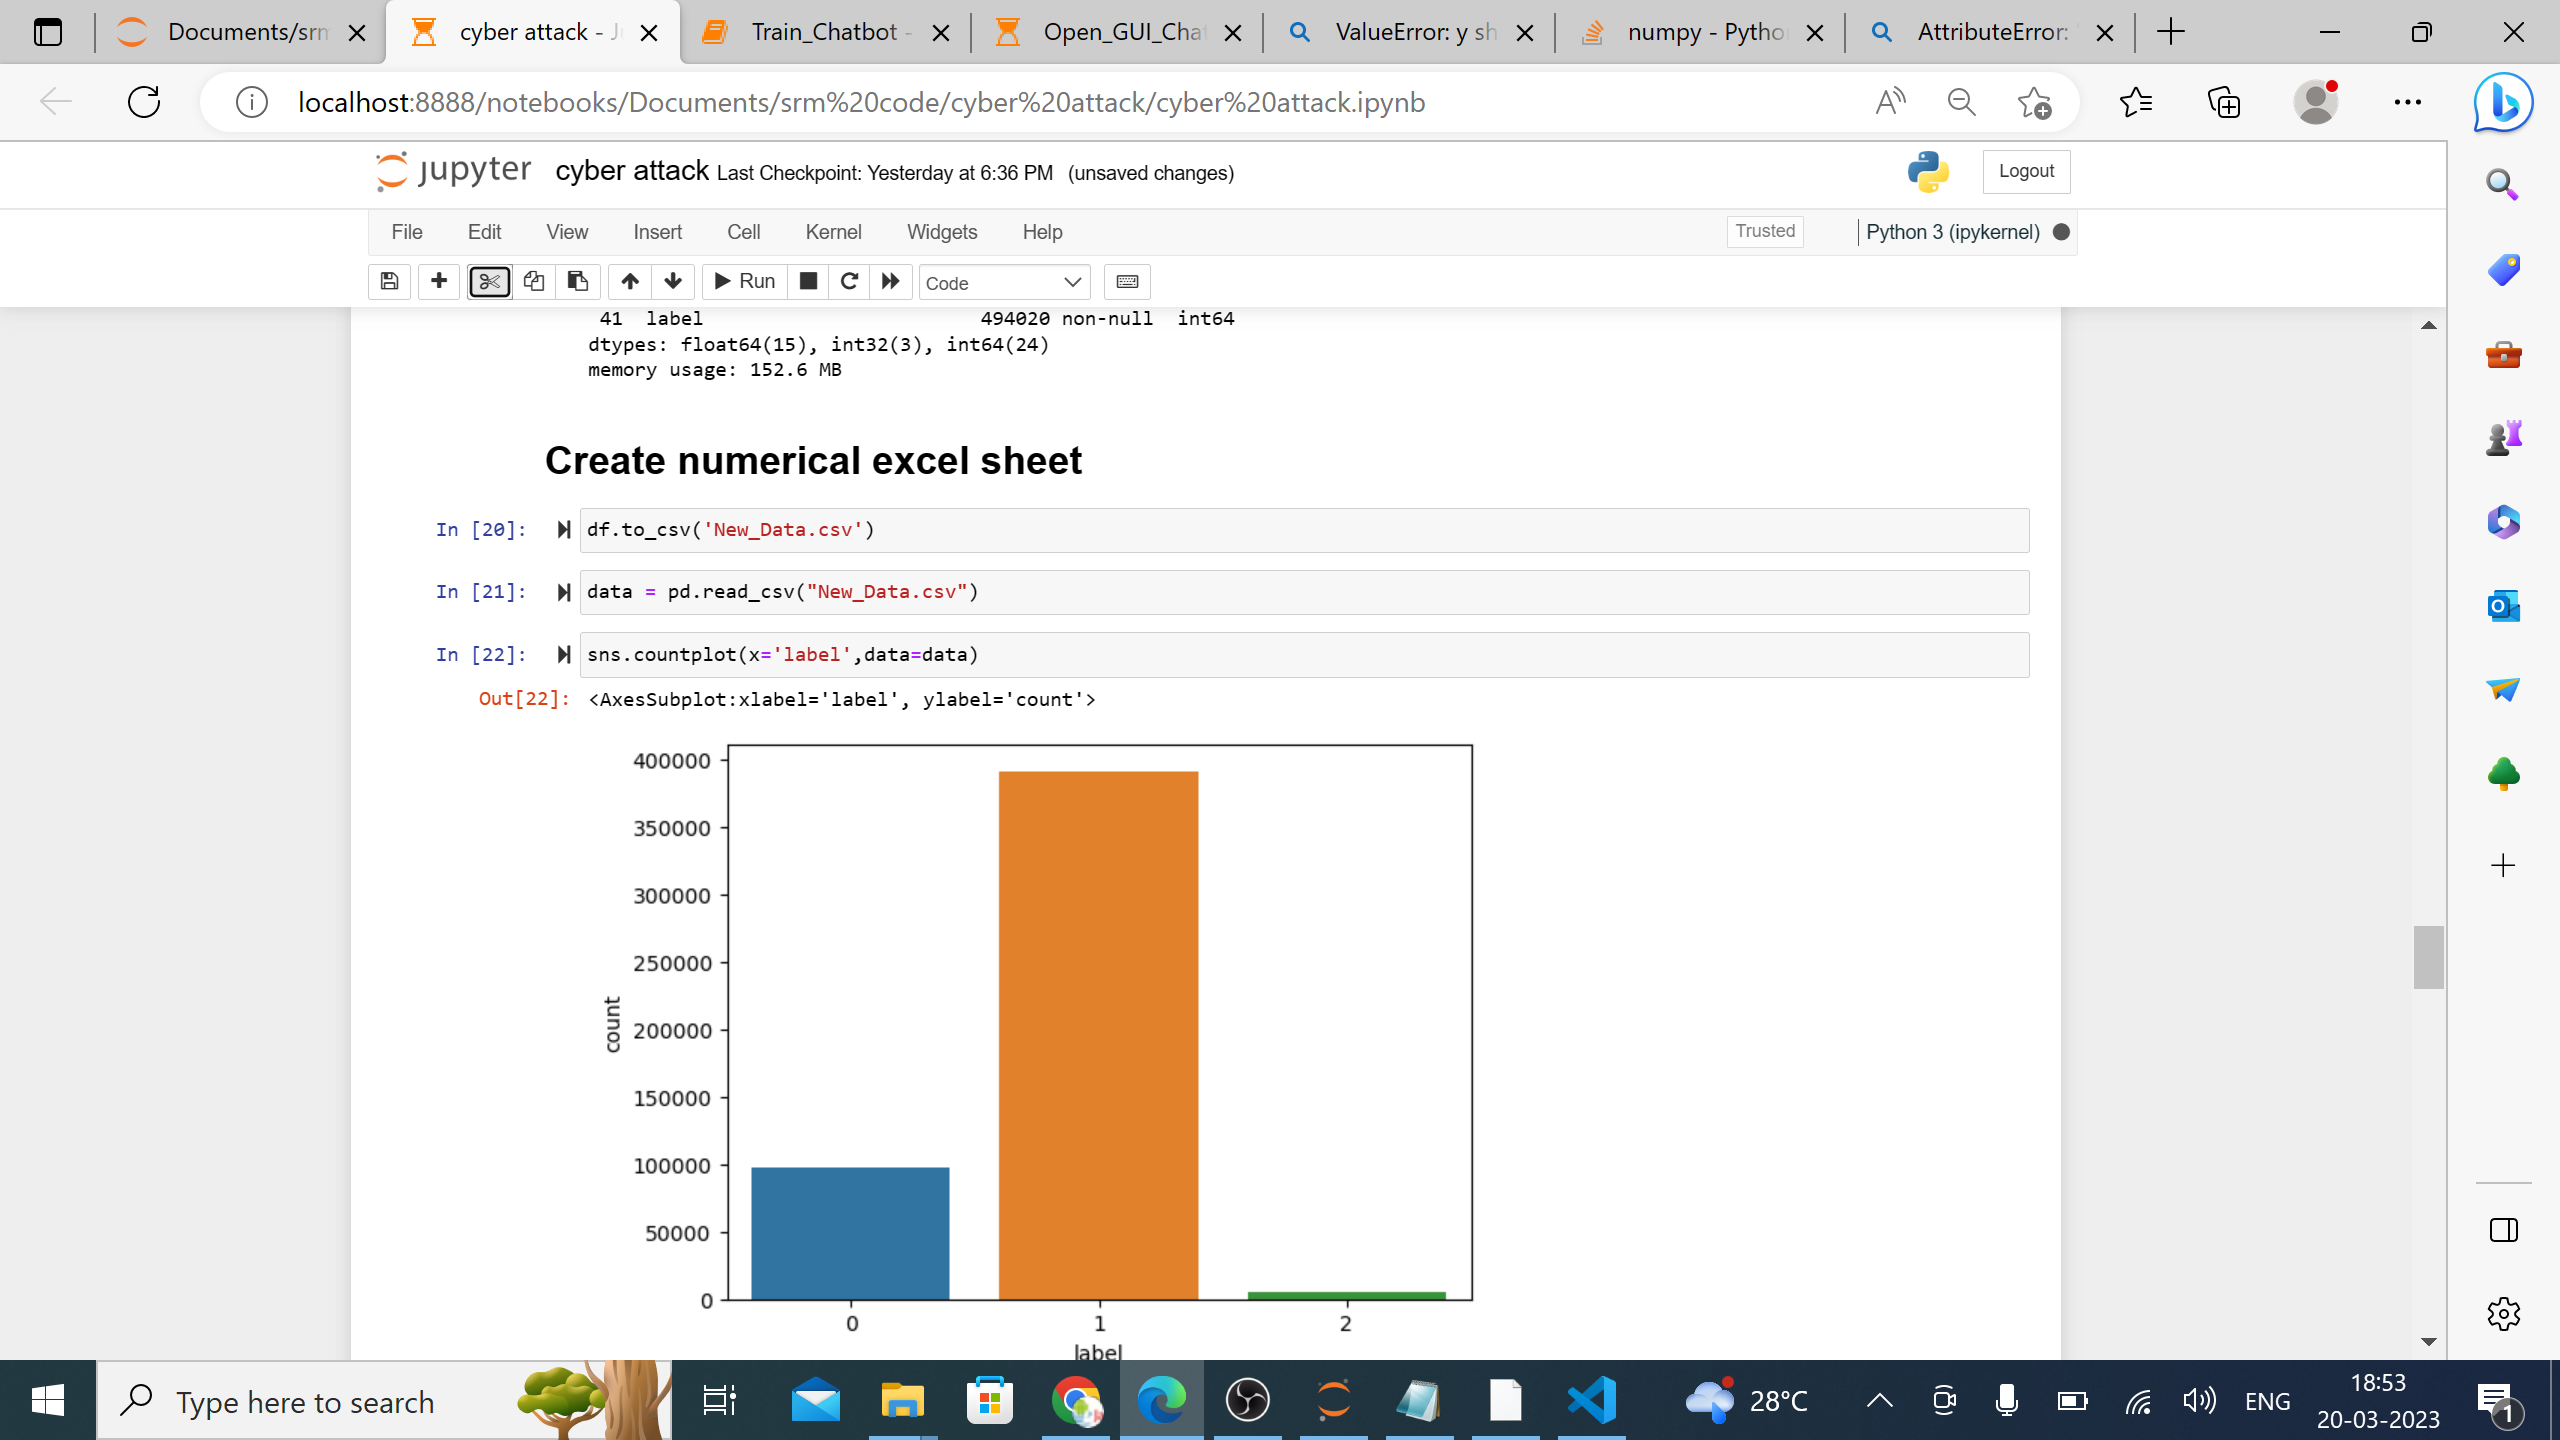 Documents/srm
cyber attack - J
Train_Chatbot -
Open_GUI_Chat
ValueError: y sh
numpy - Pytho
AttributeError: '
localhost:8888/notebooks/Documents/srm%20code/cyber%20attack/cyber%20attack.ipynb
jupyter cyber attack Last Checkpoint: Yesterday at 6:36 PM (unsaved changes)
Logout
File Edit View Insert Cell Kernel Widgets Help
Trusted
Python 3 (ipykernel)
Run
Code
41 label 494020 non-null int64
dtypes: float64(15), int32(3), int64(24)
memory usage: 152.6 MB
Create numerical excel sheet
In [20]: df.to_csv('New_Data.csv')
In [21]: data = pd.read_csv("New_Data.csv")
In [22]: sns.countplot(x='label',data=data)
Out[22]: <AxesSubplot:xlabel='label', ylabel='count'>
400000
350000
300000
250000
200000
150000
100000
50000
0
count
0 1 2
label
Type here to search
28°C
ENG
18:53
20-03-2023
1